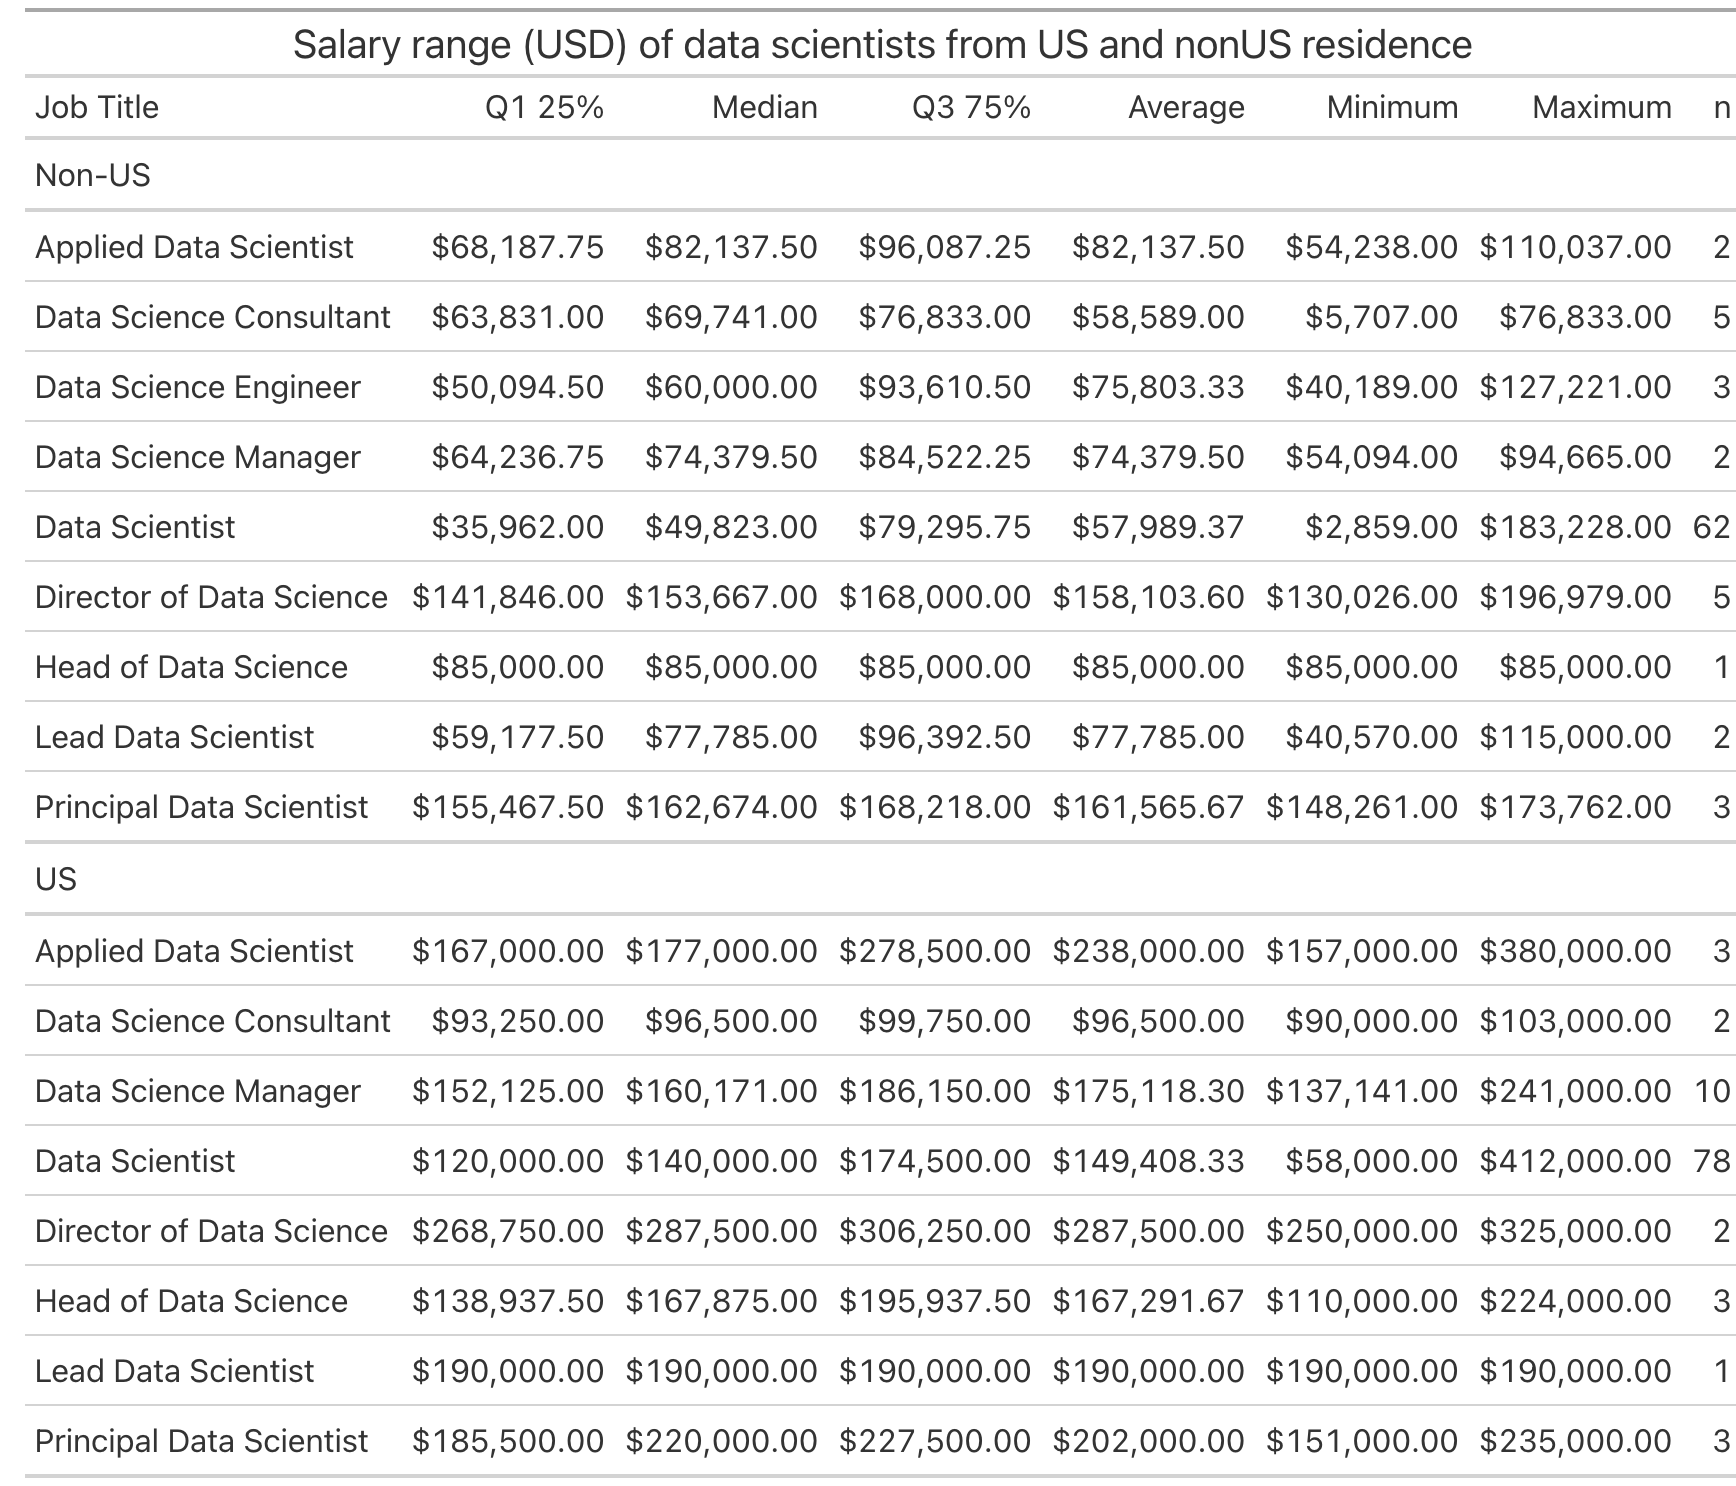 Salary range (USD) of data scientists from US and nonUS residence
Job Title Q1 25% Median Q3 75% Average Minimum Maximum n
Non-US
Applied Data Scientist $68,187.75 $82,137.50 $96,087.25 $82,137.50 $54,238.00 $110,037.00 2
Data Science Consultant $63,831.00 $69,741.00 $76,833.00 $58,589.00 $5,707.00 $76,833.00 5
Data Science Engineer $50,094.50 $60,000.00 $93,610.50 $75,803.33 $40,189.00 $127,221.00 3
Data Science Manager $64,236.75 $74,379.50 $84,522.25 $74,379.50 $54,094.00 $94,665.00 2
Data Scientist $35,962.00 $49,823.00 $79,295.75 $57,989.37 $2,859.00 $183,228.00 62
Director of Data Science $141,846.00 $153,667.00 $168,000.00 $158,103.60 $130,026.00 $196,979.00 5
Head of Data Science $85,000.00 $85,000.00 $85,000.00 $85,000.00 $85,000.00 $85,000.00 1
Lead Data Scientist $59,177.50 $77,785.00 $96,392.50 $77,785.00 $40,570.00 $115,000.00 2
Principal Data Scientist $155,467.50 $162,674.00 $168,218.00 $161,565.67 $148,261.00 $173,762.00 3
US
Applied Data Scientist $167,000.00 $177,000.00 $278,500.00 $238,000.00 $157,000.00 $380,000.00 3
Data Science Consultant $93,250.00 $96,500.00 $99,750.00 $96,500.00 $90,000.00 $103,000.00 2
Data Science Manager $152,125.00 $160,171.00 $186,150.00 $175,118.30 $137,141.00 $241,000.00 10
Data Scientist $120,000.00 $140,000.00 $174,500.00 $149,408.33 $58,000.00 $412,000.00 78
Director of Data Science $268,750.00 $287,500.00 $306,250.00 $287,500.00 $250,000.00 $325,000.00 2
Head of Data Science $138,937.50 $167,875.00 $195,937.50 $167,291.67 $110,000.00 $224,000.00 3
Lead Data Scientist $190,000.00 $190,000.00 $190,000.00 $190,000.00 $190,000.00 $190,000.00 1
Principal Data Scientist $185,500.00 $220,000.00 $227,500.00 $202,000.00 $151,000.00 $235,000.00 3